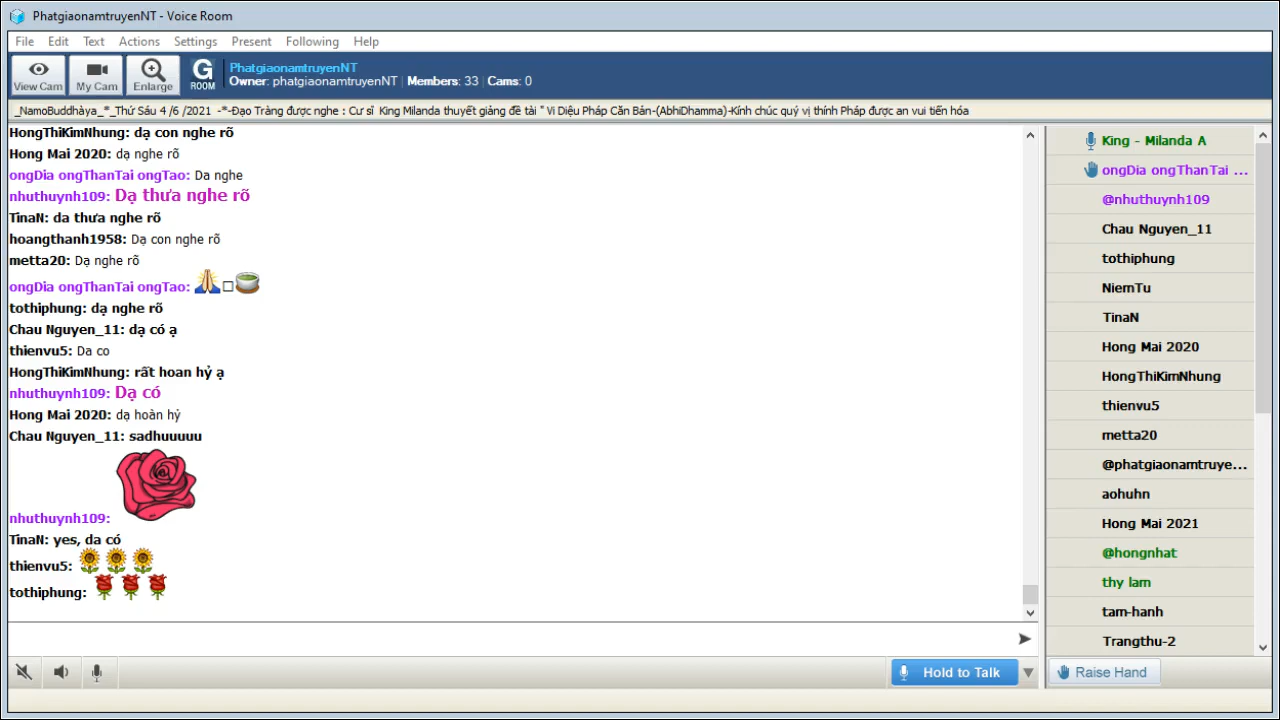 PhatgiaonamtruyenNT - Voice Room
File Edit Text Actions Settings Present Following Help
View Cam My Cam Enlarge G ROOM
PhatgiaonamtruyenNT
Owner: phatgiaonamtruyenNT | Members: 33 | Cams: 0
_NamoBuddhàya_*_Thứ Sáu 4 /6 /2021 -*-Đạo Tràng được nghe : Cư sĩ King Milanda thuyết giảng đề tài " Vi Diệu Pháp Căn Bản-(AbhiDhamma)-Kính chúc quý vị thính Pháp được an vui tiến hóa
HongThiKimNhung: dạ con nghe rõ
Hong Mai 2020: dạ nghe rõ
ongDia ongThanTai ongTao: Da nghe
nhuthuynh109: Dạ thưa nghe rõ
TinaN: da thưa nghe rõ
hoangthanh1958: Dạ con nghe rõ
metta20: Dạ nghe rõ
ongDia ongThanTai ongTao:
tothiphung: dạ nghe rõ
Chau Nguyen_11: dạ có ạ
thienvu5: Da co
HongThiKimNhung: rất hoan hỷ ạ
nhuthuynh109: Dạ có
Hong Mai 2020: dạ hoàn hỷ
Chau Nguyen_11: sadhuuuuu
nhuthuynh109:
TinaN: yes, da có
thienvu5:
tothiphung:
Hold to Talk
King - Milanda A
ongDia ongThanTai ...
@nhuthuynh109
Chau Nguyen_11
tothiphung
NiemTu
TinaN
Hong Mai 2020
HongThiKimNhung
thienvu5
metta20
@phatgiaonamtruye...
aohuhn
Hong Mai 2021
@hongnhat
thy lam
tam-hanh
Trangthu-2
Raise Hand